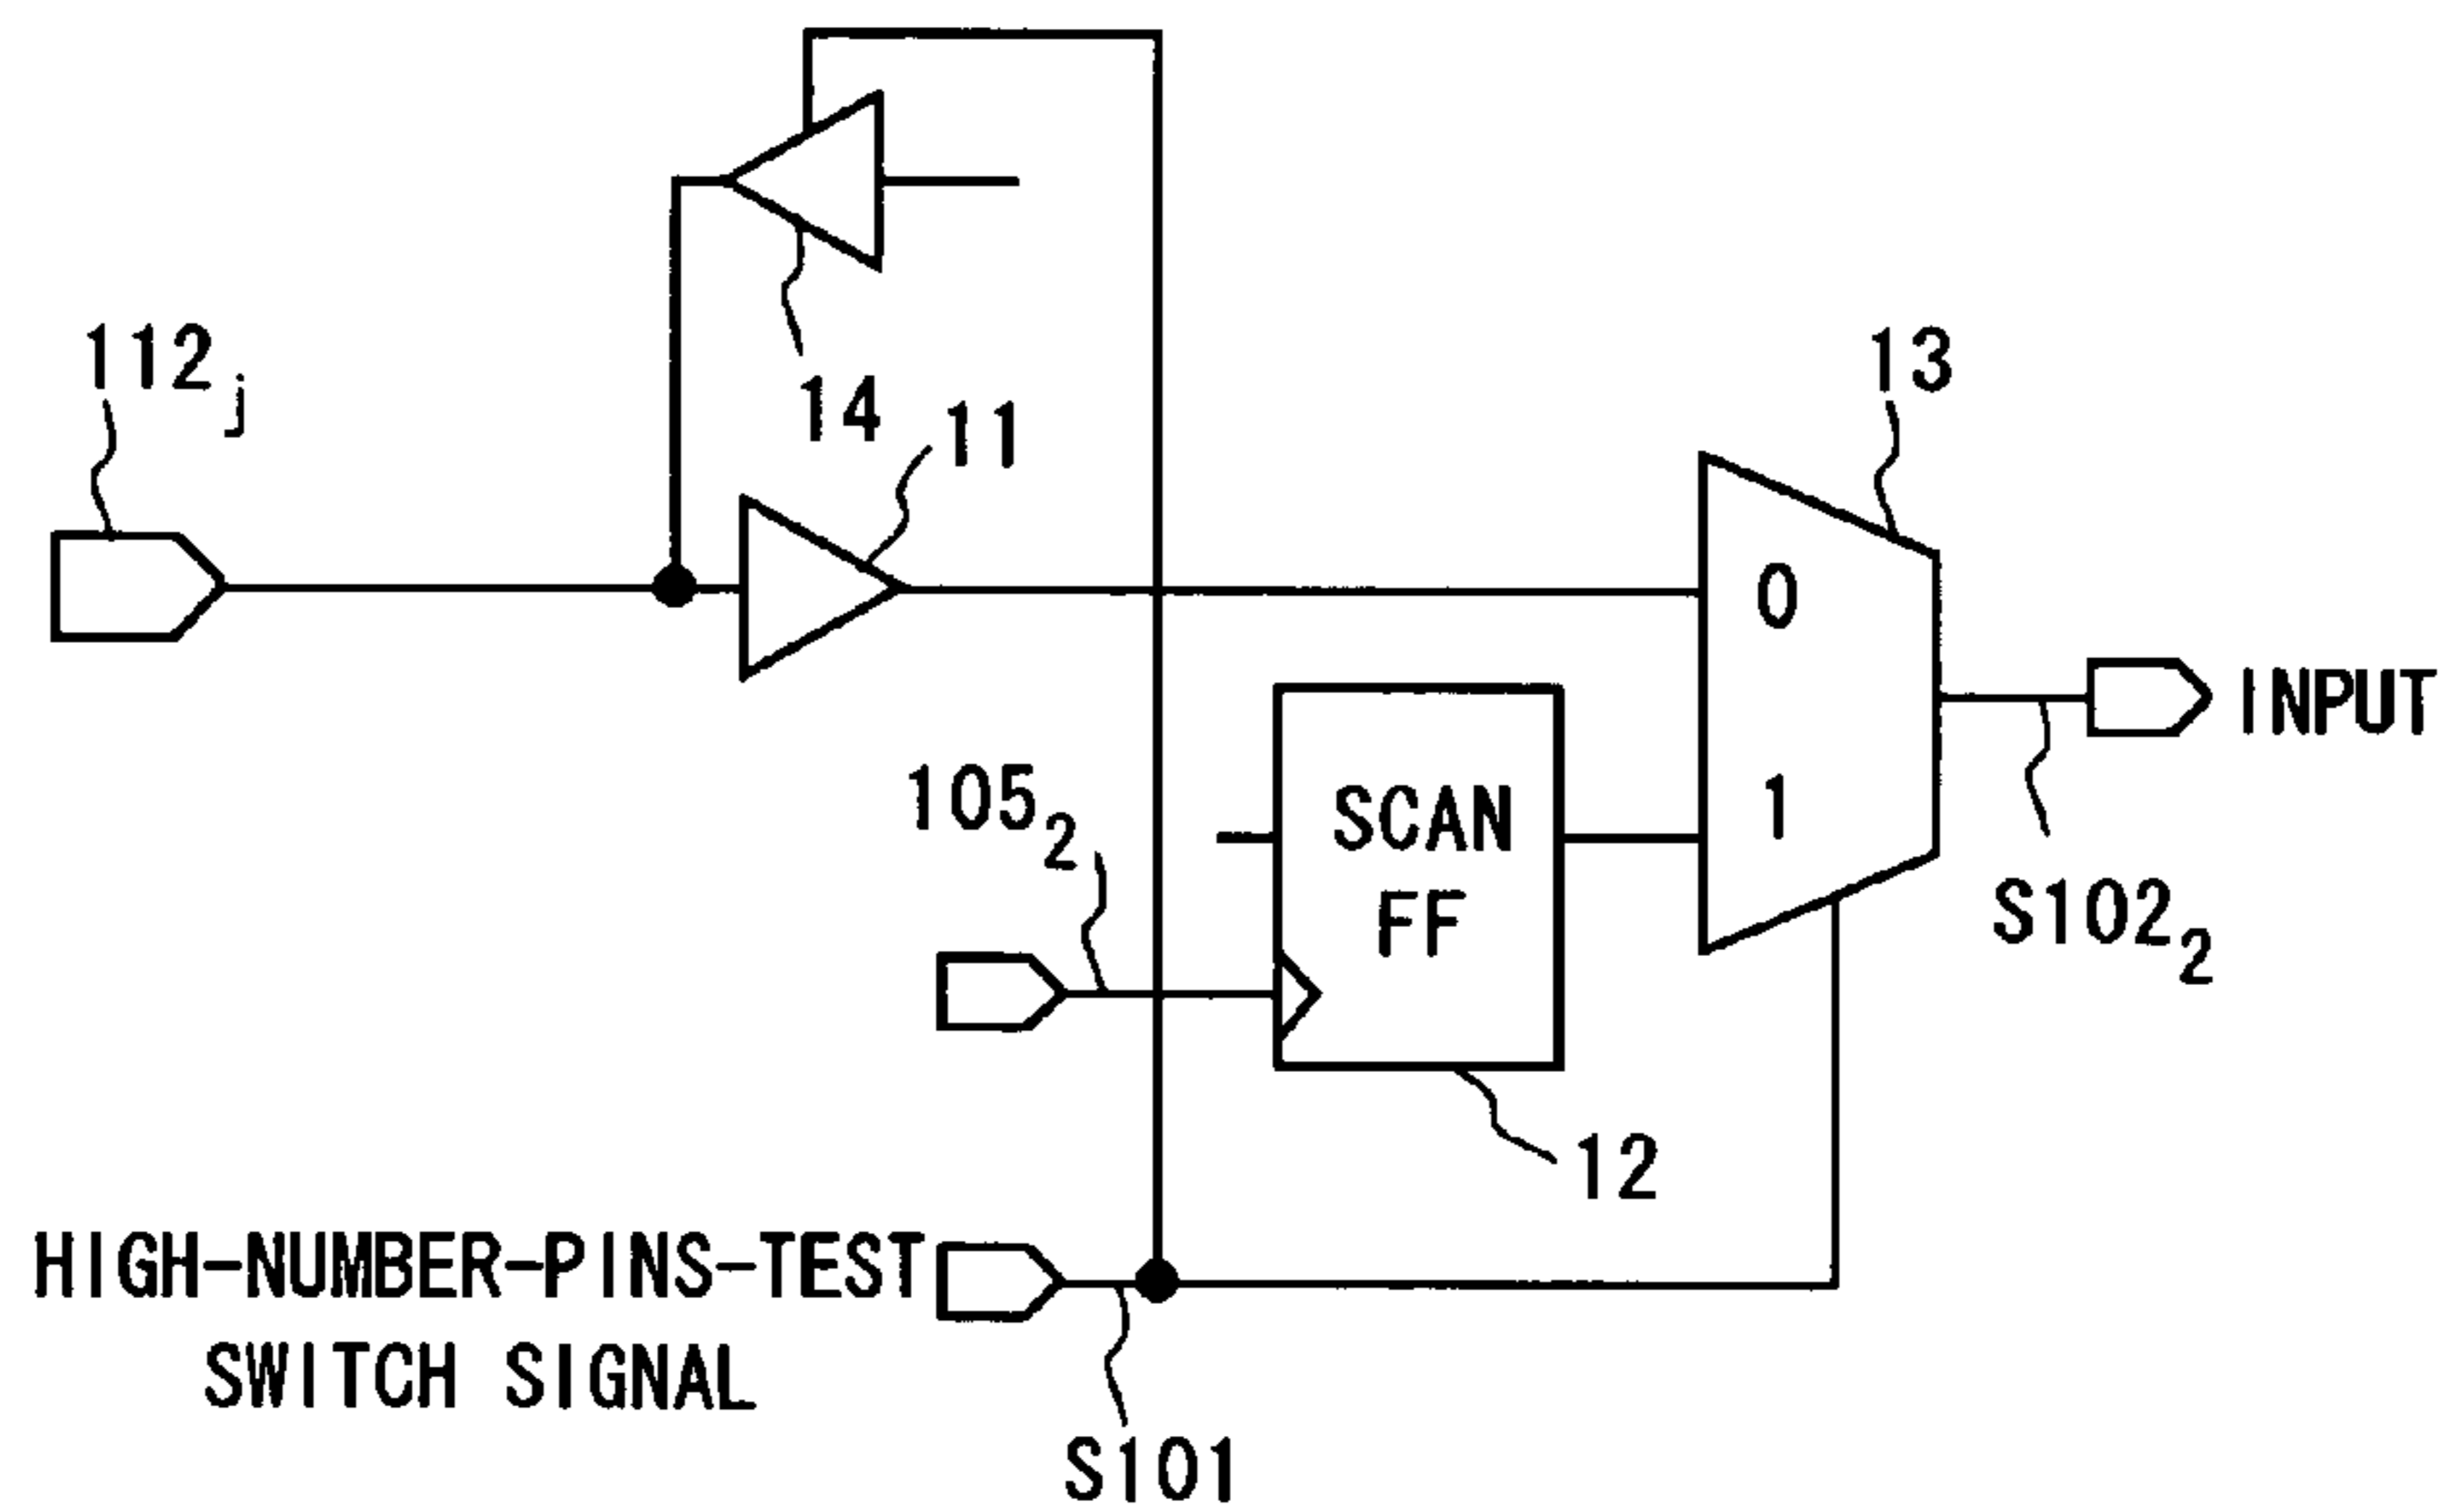 112j
14
11
13
0
INPUT
1052
SCAN
FF
1
S1022
12
HIGH-NUMBER-PINS-TEST
SWITCH SIGNAL
S101